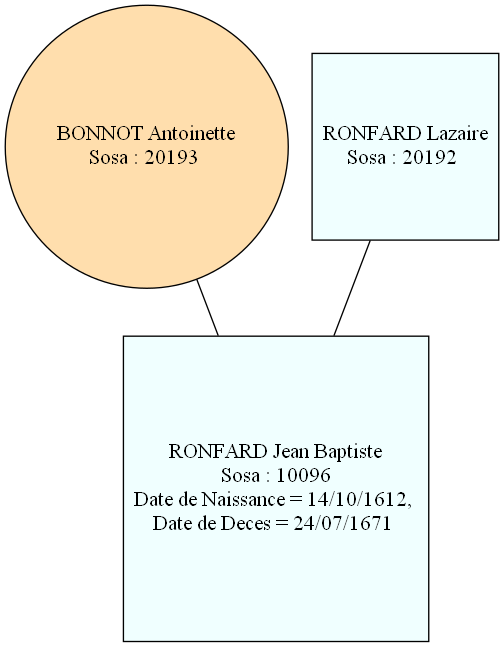 BONNOT Antoinette
Sosa : 20193
RONFARD Lazaire
Sosa : 20192
RONFARD Jean Baptiste
Sosa : 10096
Date de Naissance = 14/10/1612,
Date de Deces = 24/07/1671